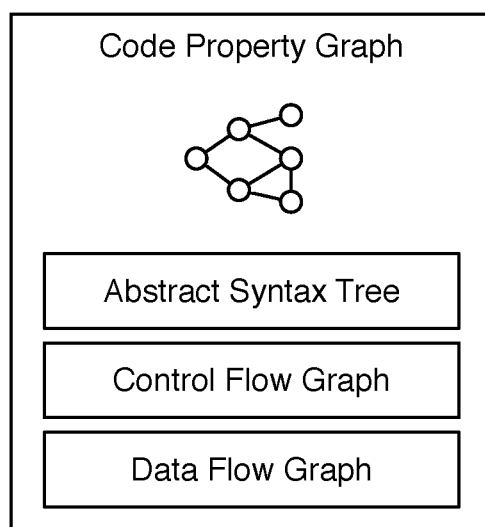 Code Property Graph
Abstract Syntax Tree
Control Flow Graph
Data Flow Graph